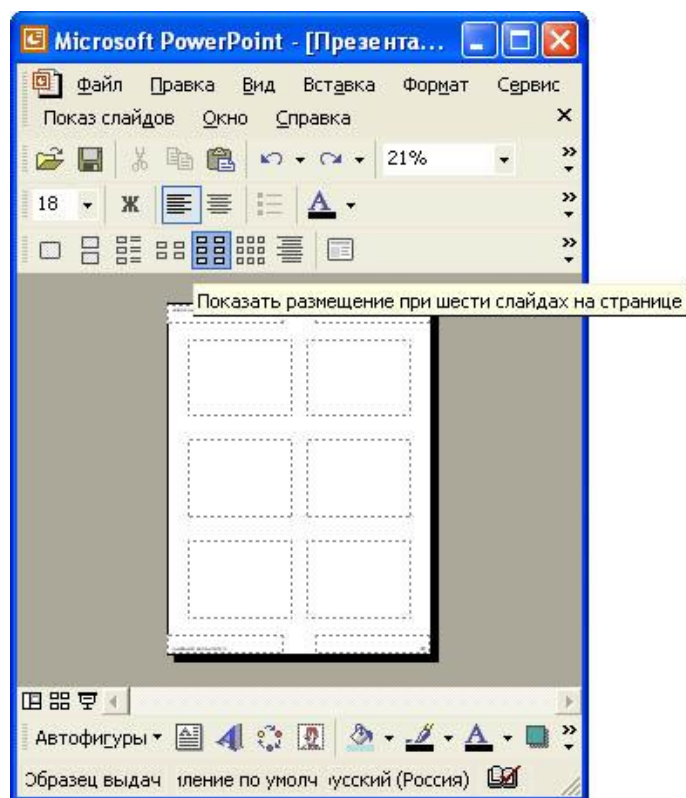 Microsoft PowerPoint - [Презента...
Файл Правка Вид Вставка Формат Сервис
Показ слайдов Окно Справка
21%
18 Ж А
Показать размещение при шести слайдах на странице
Автофигуры А
Образец выдач ление по умолч русский (Россия)